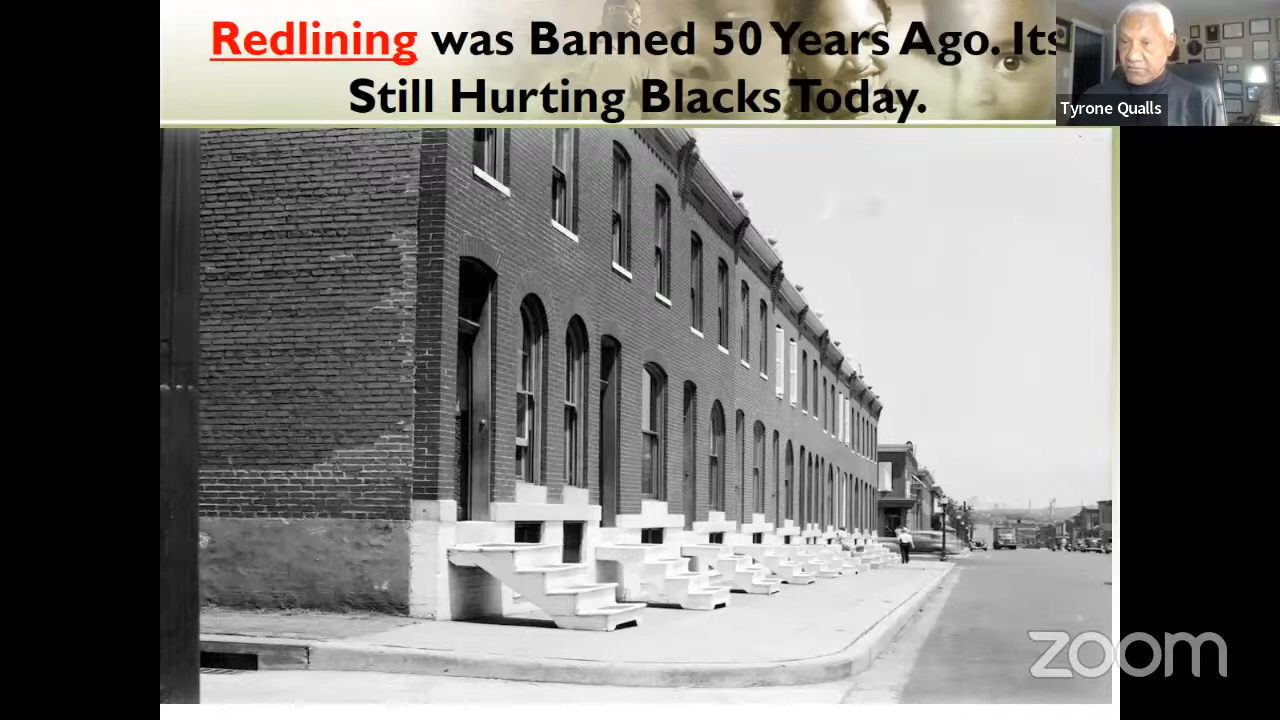 Redlining was Banned 50 Years Ago. Its
Still Hurting Blacks Today.
Tyrone Qualls
zoom